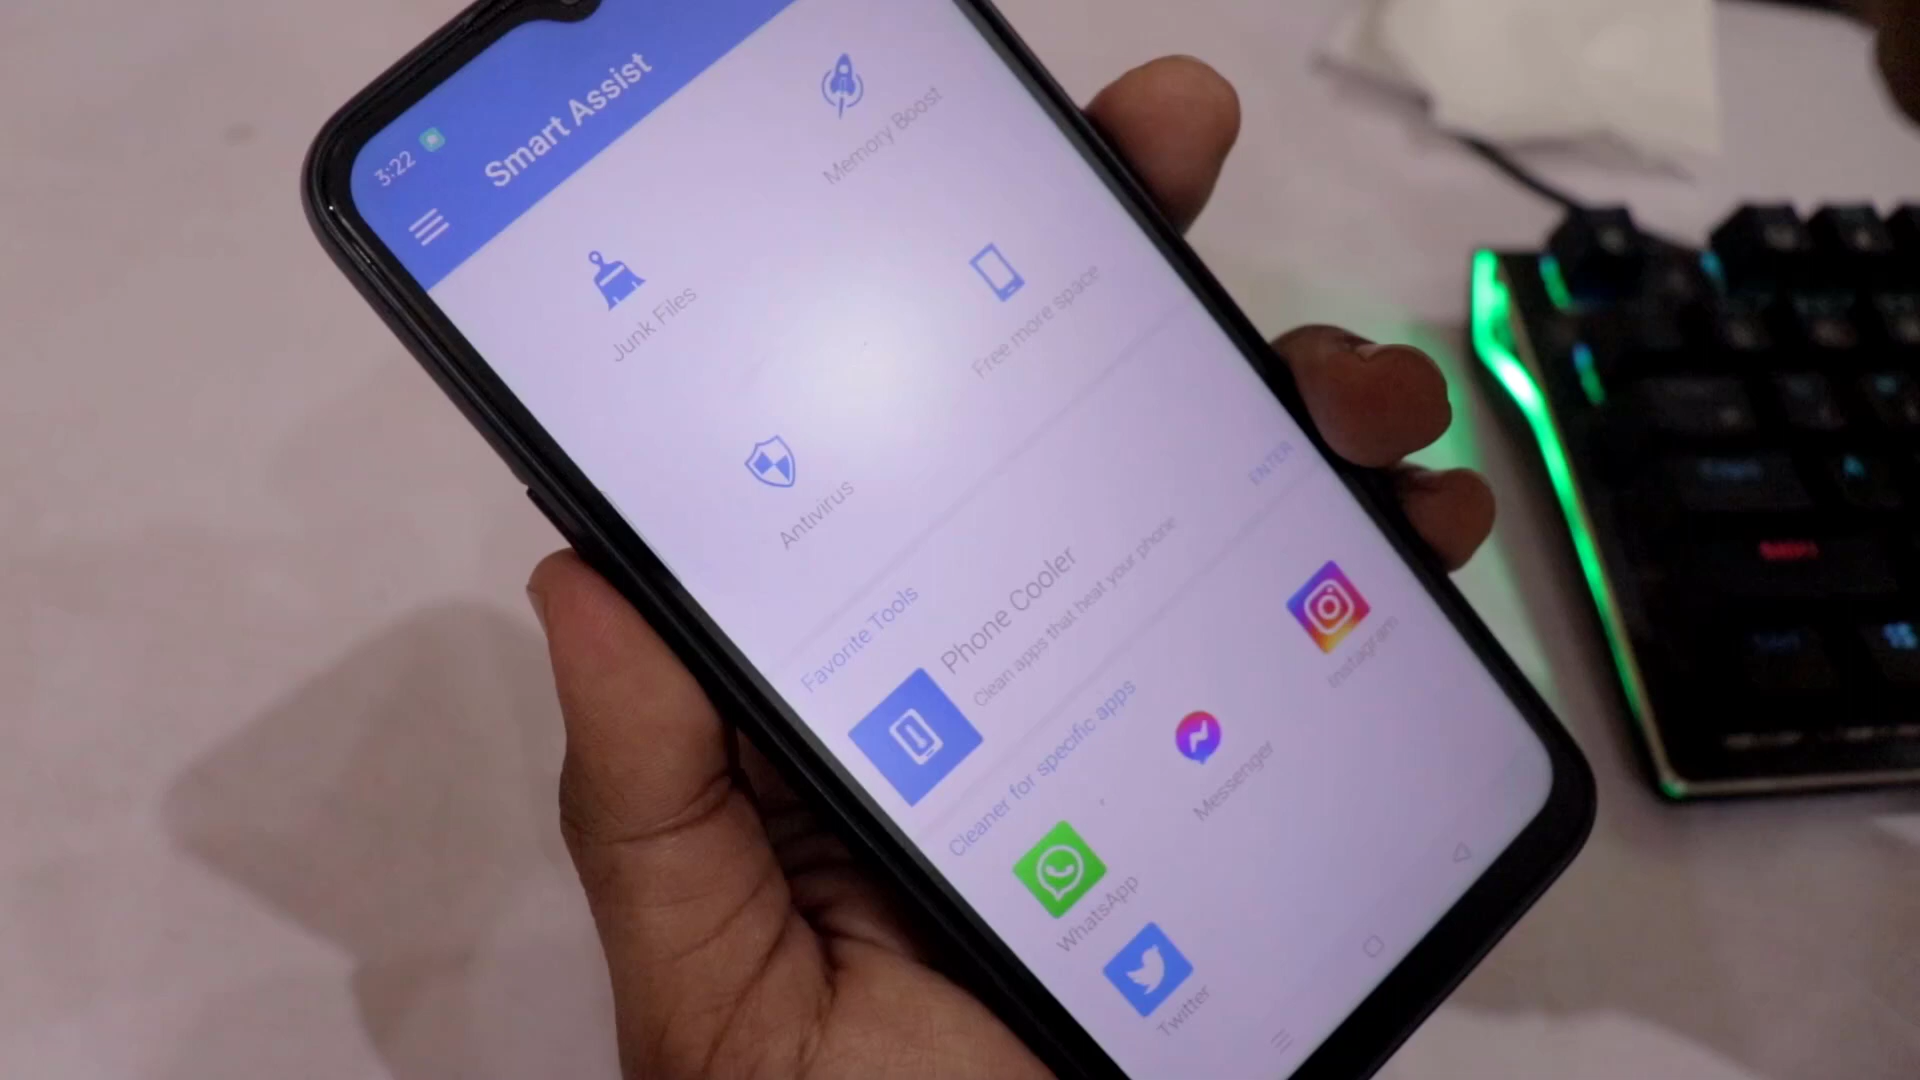 3:22
Smart Assist
Junk Files
Memory Boost
Antivirus
Free more space
Favorite Tools
Phone Cooler
Clean apps that heat your phone
ENTER
Cleaner for specific apps
WhatsApp
Messenger
Instagram
Twitter